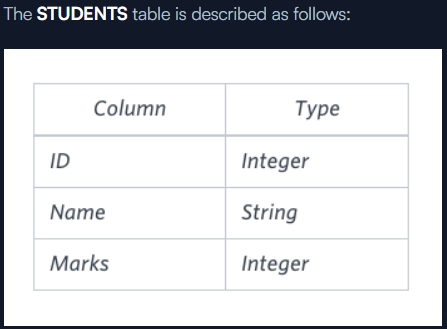 The STUDENTS table is described as follows:
Column Type
ID Integer
Name String
Marks Integer